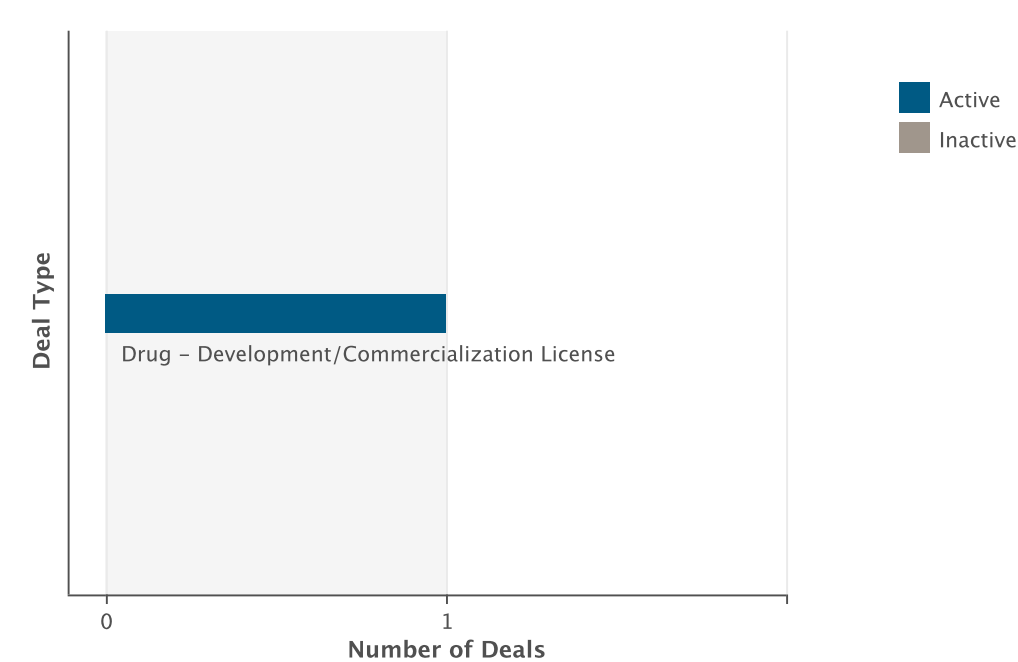 Active
Inactive
Deal Type
Drug – Development/Commercialization License
0 1
Number of Deals